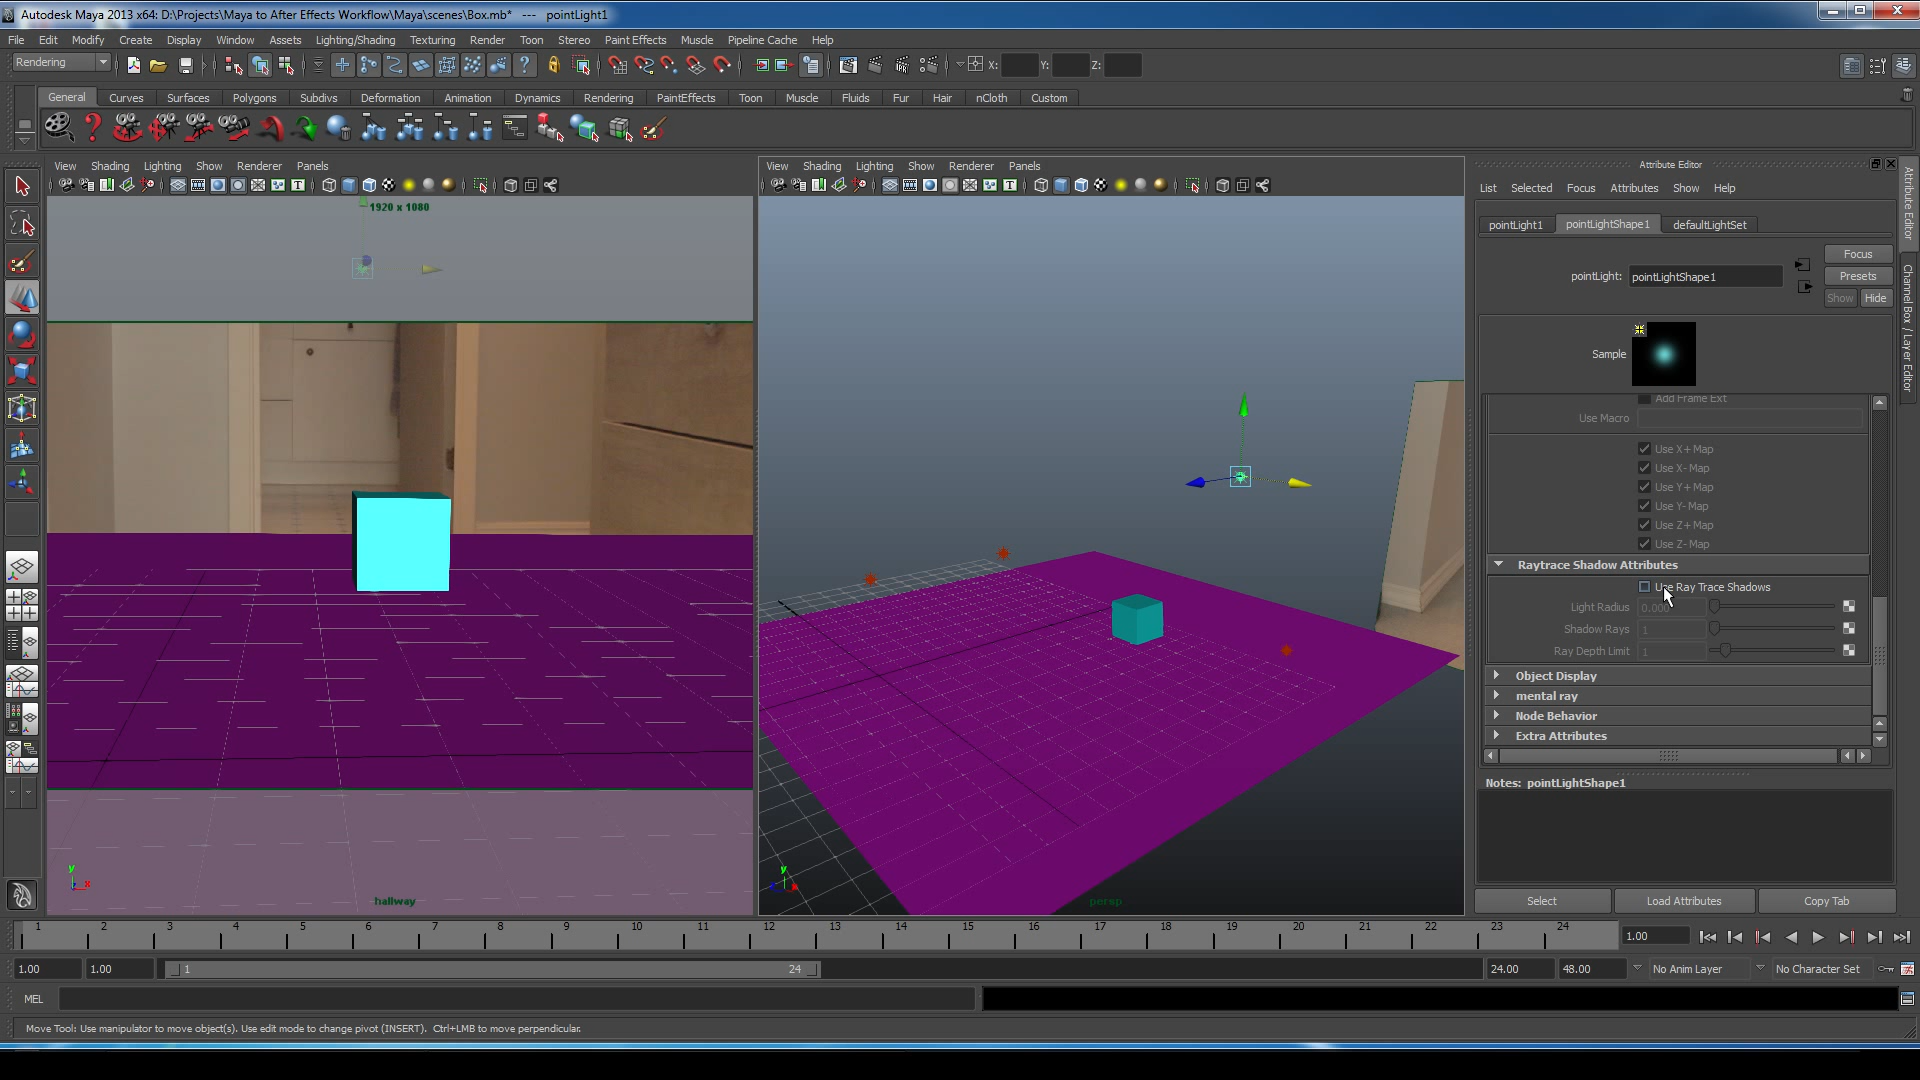 Autodesk Maya 2013 x64: D:\Projects\Maya to After Effects Workflow\Maya\scenes\Box.mb* --- pointLight1
File Edit Modify Create Display Window Assets Lighting/Shading Texturing Render Toon Stereo Paint Effects Muscle Pipeline Cache Help
Rendering X: Y: Z:
General Curves Surfaces Polygons Subdivs Deformation Animation Dynamics Rendering PaintEffects Toon Muscle Fluids Fur Hair nCloth Custom
View Shading Lighting Show Renderer Panels
1920 x 1080
hallway
View Shading Lighting Show Renderer Panels
persp
Attribute Editor
List Selected Focus Attributes Show Help
pointLight1 pointLightShape1 defaultLightSet
Focus
pointLight: pointLightShape1
Presets
Show Hide
Sample
Add Frame Ext
Use Macro
Use X+ Map
Use X- Map
Use Y+ Map
Use Y- Map
Use Z+ Map
Use Z- Map
Raytrace Shadow Attributes
Use Ray Trace Shadows
Light Radius 0.000
Shadow Rays 1
Ray Depth Limit 1
Object Display
mental ray
Node Behavior
Extra Attributes
Notes: pointLightShape1
Select Load Attributes Copy Tab
Attribute Editor
Channel Box / Layer Editor
1 2 3 4 5 6 7 8 9 10 11 12 13 14 15 16 17 18 19 20 21 22 23 24 1.00
1.00 1.00 1 24 24.00 48.00 No Anim Layer No Character Set
MEL
Move Tool: Use manipulator to move object(s). Use edit mode to change pivot (INSERT). Ctrl+LMB to move perpendicular.